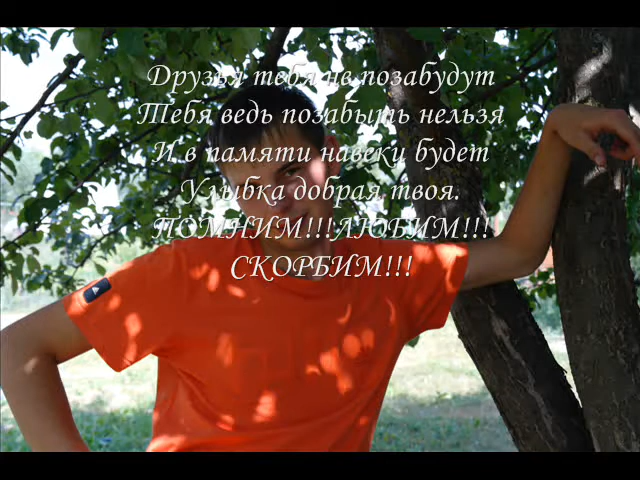 Друзья тебя не позабудут
Тебя ведь позабыть нельзя
И в памяти навеки будет
Улыбка добрая твоя.
ПОМНИМ!!!ЛЮБИМ!!!
СКОРБИМ!!!